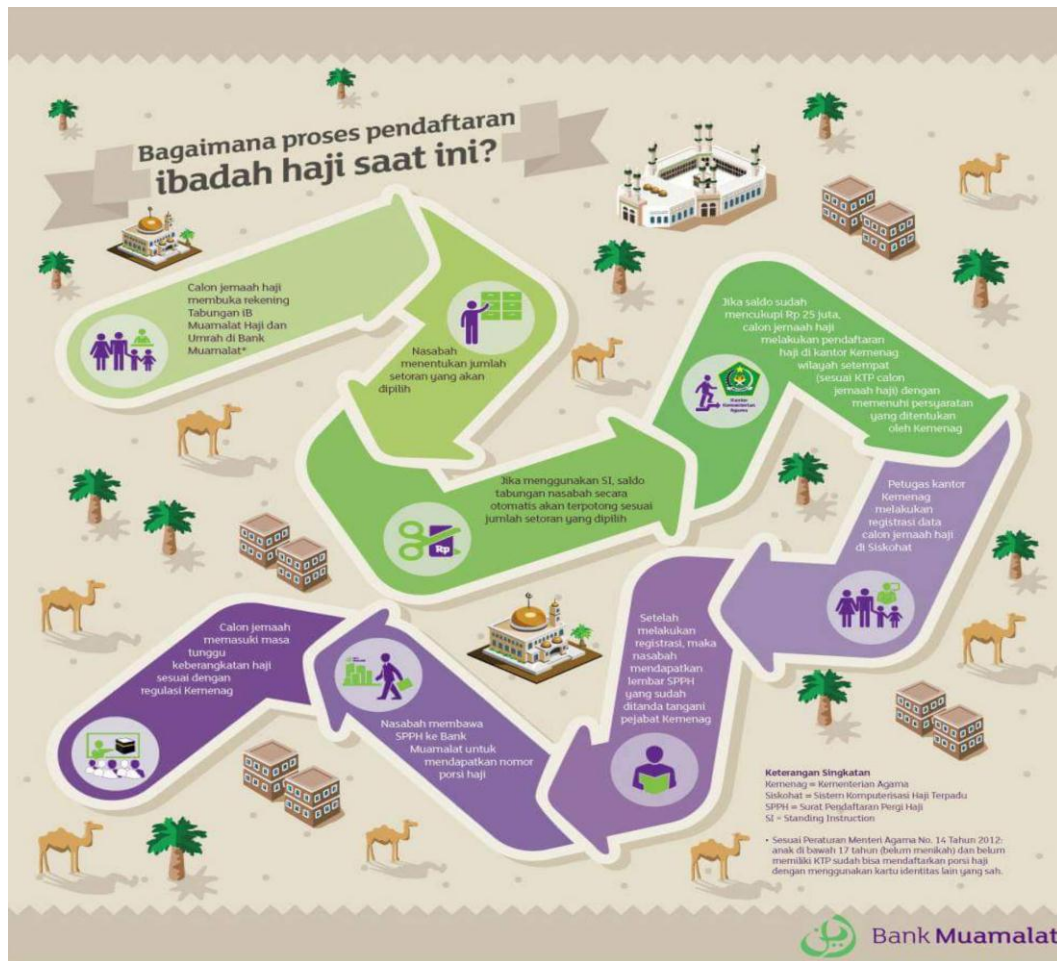 Bagaimana proses pendaftaran
ibadah haji saat ini?
Calon jemaah haji
membuka rekening
Tabungan iB
Muamalat Haji dan
Umrah di Bank
Muamalat*
Nasabah
menentukan jumlah
setoran yang akan
dipilih
Jika menggunakan SI, saldo
tabungan nasabah secara
otomatis akan terpotong sesuai
jumlah setoran yang dipilih
Rp
Jika saldo sudah
mencukupi Rp 25 juta,
calon jemaah haji
melakukan pendaftaran
haji di kantor Kemenag
wilayah setempat
(sesuai KTP calon
jemaah haji) dengan
memenuhi persyaratan
yang ditentukan
oleh Kemenag
Kantor
Kementerian
Agama
Petugas kantor
Kemenag
melakukan
registrasi data
calon jemaah haji
di Siskohat
Setelah
melakukan
registrasi, maka
nasabah
mendapatkan
lembar SPPH
yang sudah
ditanda tangani
pejabat Kemenag
Nasabah membawa
SPPH ke Bank
Muamalat untuk
mendapatkan nomor
porsi haji
Calon jemaah
memasuki masa
tunggu
keberangkatan haji
sesuai dengan
regulasi Kemenag
Keterangan Singkatan
Kemenag = Kementerian Agama
Siskohat = Sistem Komputerisasi Haji Terpadu
SPPH = Surat Pendaftaran Pergi Haji
SI = Standing Instruction
• Sesuai Peraturan Menteri Agama No. 14 Tahun 2012:
anak di bawah 17 tahun (belum menikah) dan belum
memiliki KTP sudah bisa mendaftarkan porsi haji
dengan menggunakan kartu identitas lain yang sah.
Bank Muamalat